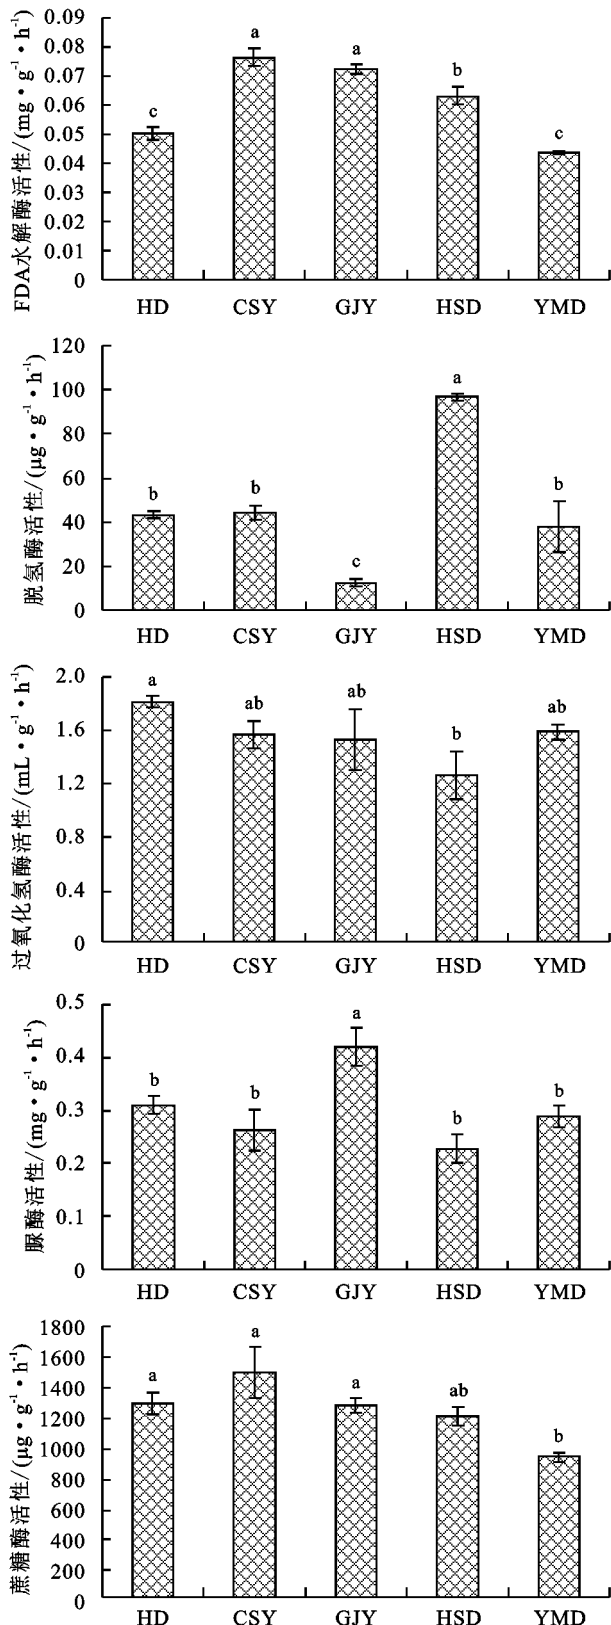 FDA水解酶活性/(mg·g⁻¹·h⁻¹)
0.09
0.08
0.07
0.06
0.05
0.04
0.03
0.02
0.01
0
c a a b c
HD CSY GJY HSD YMD
脱氢酶活性/(μg·g⁻¹·h⁻¹)
120
100
80
60
40
20
0
b b c a b
HD CSY GJY HSD YMD
过氧化氢酶活性/(mL·g⁻¹·h⁻¹)
2.0
1.6
1.2
0.8
0.4
0
a ab ab b ab
HD CSY GJY HSD YMD
脲酶活性/(mg·g⁻¹·h⁻¹)
0.5
0.4
0.3
0.2
0.1
0
b b a b b
HD CSY GJY HSD YMD
蔗糖酶活性/(μg·g⁻¹·h⁻¹)
1800
1600
1400
1200
1000
800
600
400
200
0
a a a ab b
HD CSY GJY HSD YMD